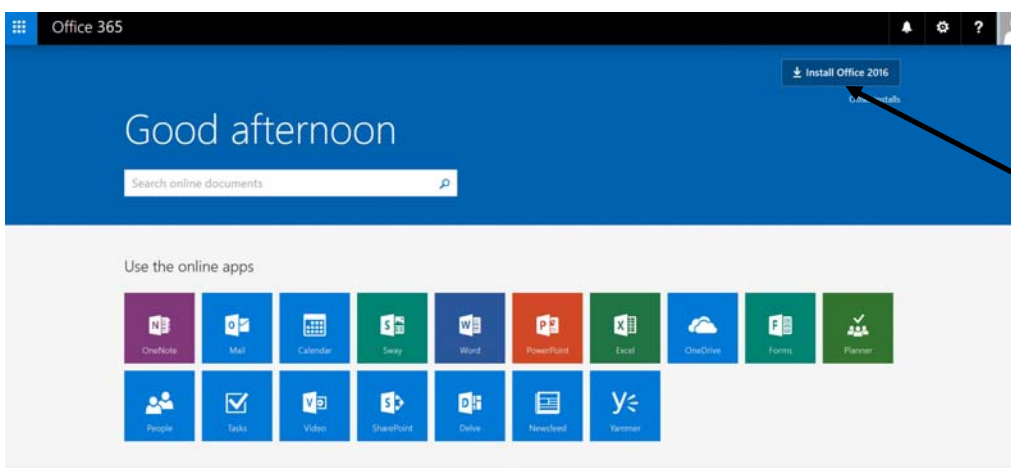 Office 365 ?
Install Office 2016
Good afternoon
Search online documents
Use the online apps
OneNote Mail Calendar Sway Word PowerPoint Excel OneDrive Forms Planner
People Tasks Video SharePoint Delve Newsfeed Yammer